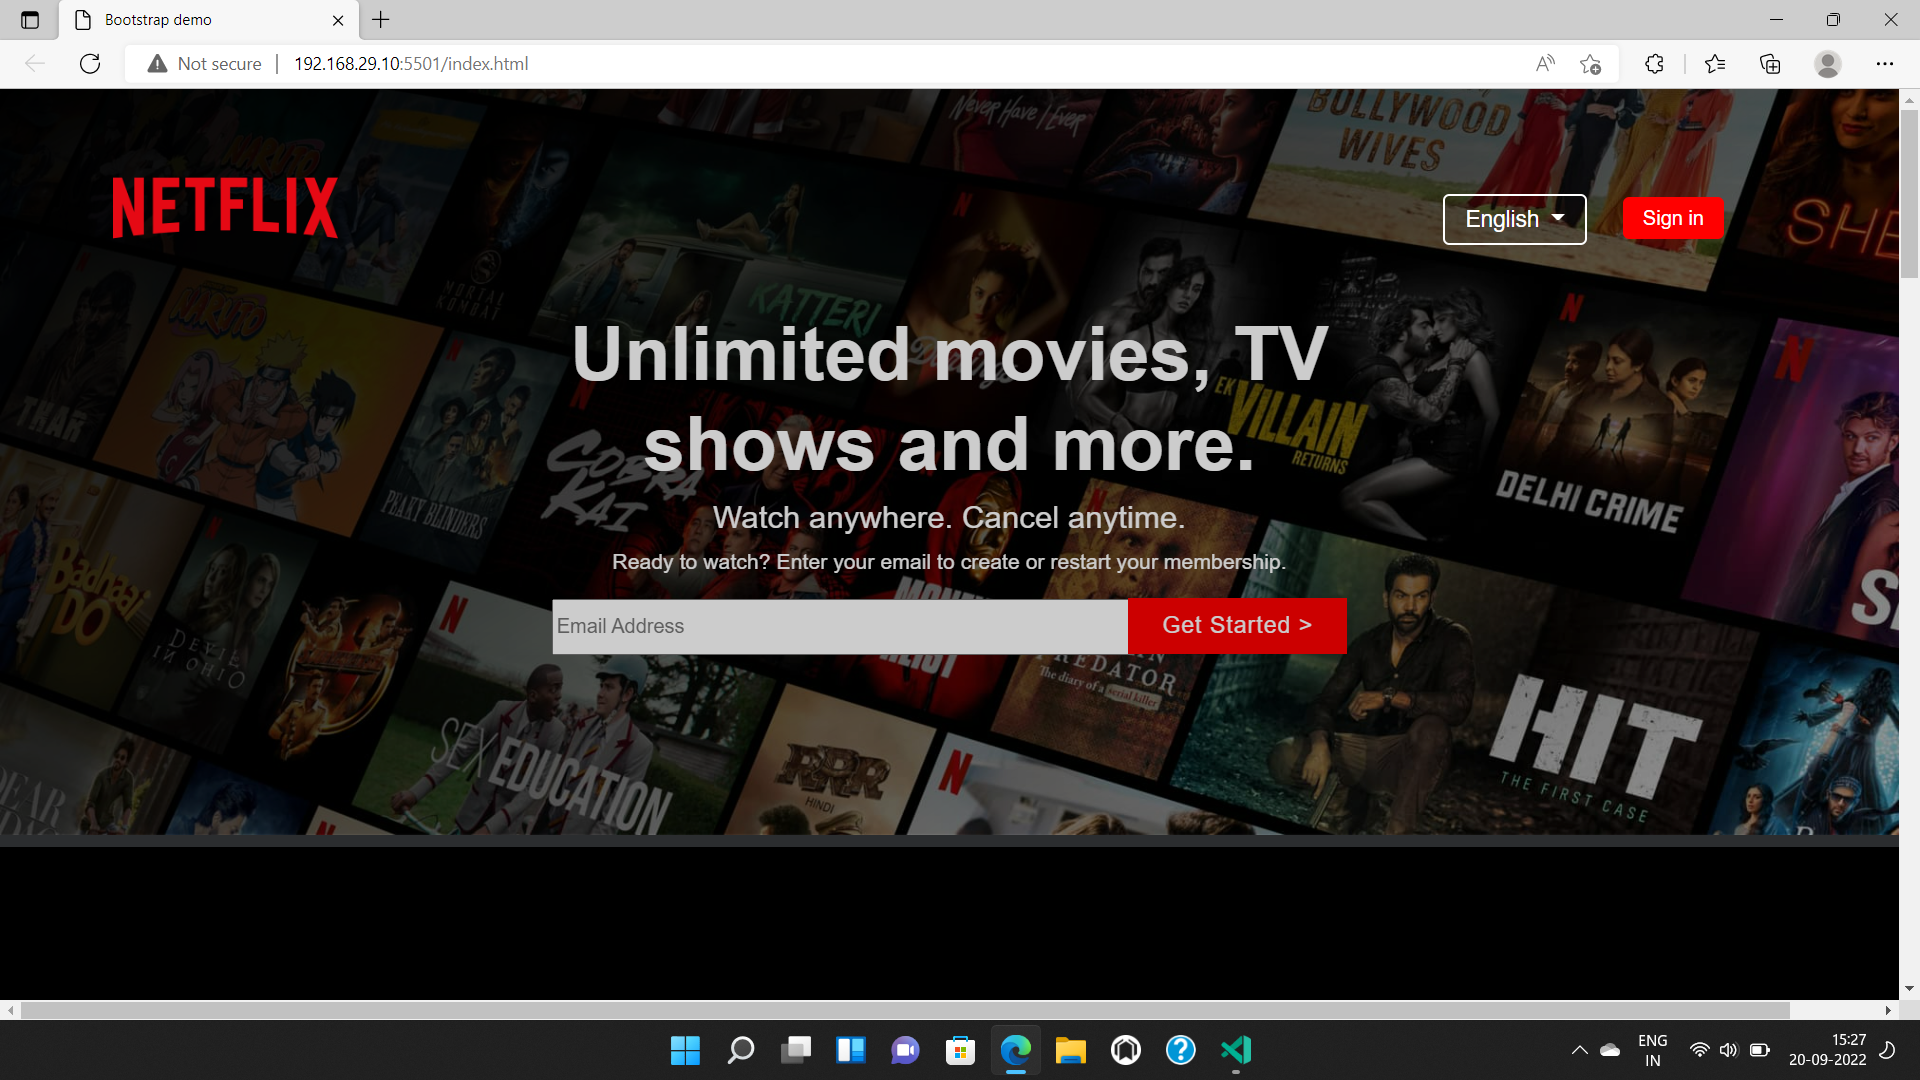 Bootstrap demo
Not secure
192.168.29.10:5501/index.html
Never Have I Ever
BOLLYWOOD
WIVES
NARUTO
NETFLIX
English
Sign in
SHE
MORTAL
KOMBAT
KATTERI
NARUTO
N
Unlimited movies, TV
shows and more.
THAR
PEAKY BLINDERS
COBRA
KAI
EK
VILLAIN
RETURNS
DELHI CRIME
Watch anywhere. Cancel anytime.
Ready to watch? Enter your email to create or restart your membership.
Badhaai
DO
DEVIL
IN OHIO
Email Address
Get Started >
PREDATOR
The diary of a serial killer
HIT
THE FIRST CASE
SEX EDUCATION
RRR
HINDI
N
ENG
IN
15:27
20-09-2022